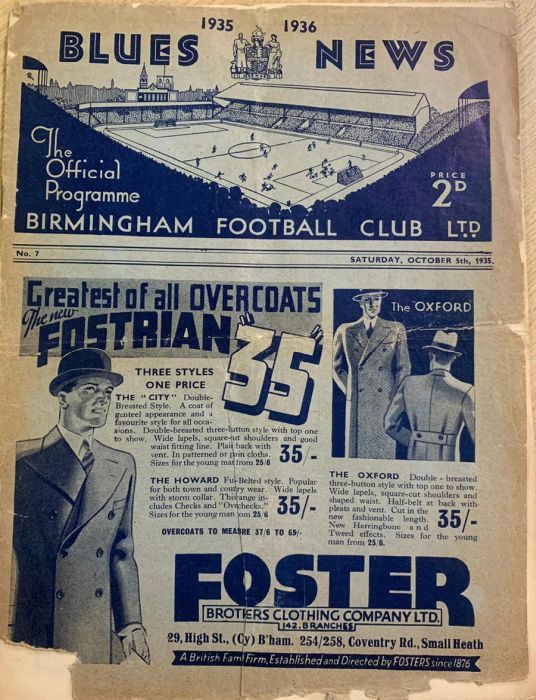 1935 1936
BLUES NEWS
The
Official
Programme
PRICE
2D
BIRMINGHAM FOOTBALL CLUB LTD
No. 7
SATURDAY, OCTOBER 5th, 1935.
Greatest of all OVERCOATS
The new
FOSTRIAN "35"
THREE STYLES
ONE PRICE
THE "CITY" Double-
Breasted Style. A coat of
genteel appearance and a
favourite style for all occa-
sions. Double-breasted three-button style with top one
to show. Wide lapels, square-cut shoulders and good
waist fitting line. Plait back with
vent. In patterned or plain cloths.
Sizes for the young man from 25/6
35/-
THE HOWARD Full-Belted style. Popular
for both town and country wear. Wide lapels
with storm collar. This range in-
cludes Checks and "Overchecks."
Sizes for the young man from 25/6
35/-
OVERCOATS TO MEASURE 37/6 TO 65/-
The "OXFORD"
THE OXFORD Double-breasted
three-button style with top one to show.
Wide lapels, square-cut shoulders and
shaped waist. Half-belt at back with
pleats and vent. Cut in the
new fashionable length.
New Herringbone and
Tweed effects. Sizes for the young
man from 25/6.
35/-
FOSTER
BROTHERS CLOTHING COMPANY LTD.
142 BRANCHES
29, High St., (City) B'ham. 254/258, Coventry Rd., Small Heath
A British Family Firm, Established and Directed by FOSTERS since 1876